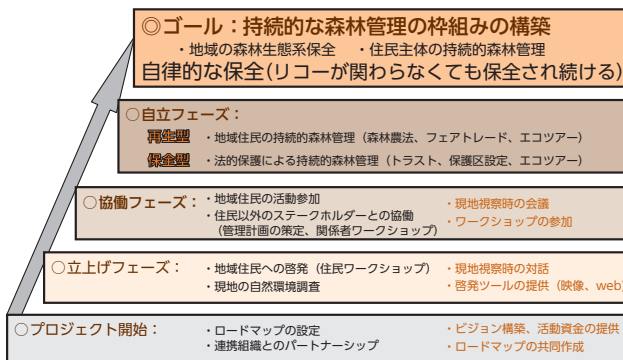 ◎ゴール：持続的な森林管理の枠組みの構築
・地域の森林生態系保全　・住民主体の持続的森林管理
自律的な保全(リコーが関わらなくても保全され続ける)
○自立フェーズ：
再生型　・地域住民の持続的森林管理（森林農法、フェアトレード、エコツアー）
保全型　・法的保護による持続的森林管理（トラスト、保護区設定、エコツアー）
○協働フェーズ：
・地域住民の活動参加
・住民以外のステークホルダーとの協働
（管理計画の策定、関係者ワークショップ）
・現地視察時の会議
・ワークショップの参加
○立上げフェーズ：
・地域住民への啓発（住民ワークショップ）
・現地の自然環境調査
・現地視察時の対話
・啓発ツールの提供（映像、web）
○プロジェクト開始：
・ロードマップの設定
・連携組織とのパートナーシップ
・ビジョン構築、活動資金の提供
・ロードマップの共同作成